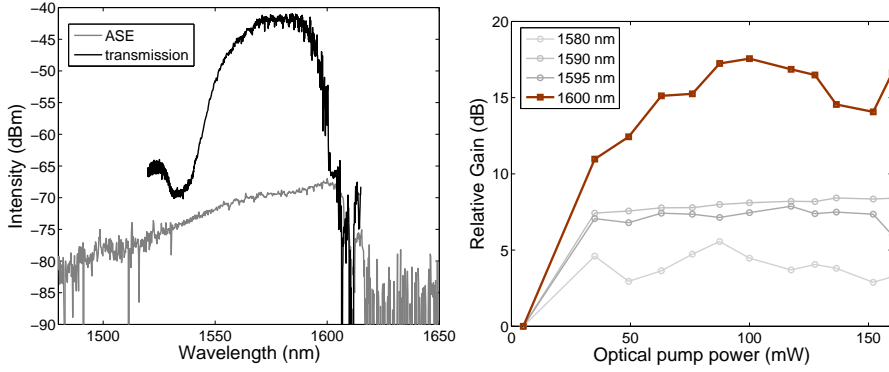 −40
−45
−50
−55
−60
−65
−70
−75
−80
−85
−90
Intensity (dBm)
ASE
transmission
1500
1550
1600
1650
Wavelength (nm)
20
15
10
5
0
Relative Gain (dB)
1580 nm
1590 nm
1595 nm
1600 nm
0
50
100
150
Optical pump power (mW)